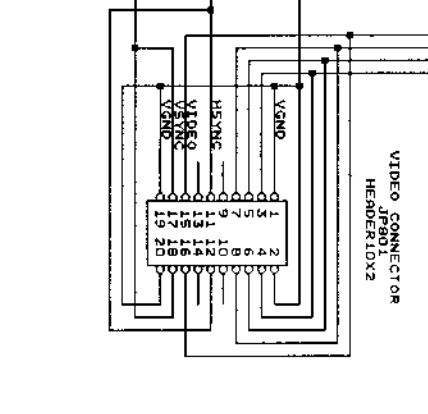 VGND
VSYNC
VIDEO
HSYNC
VGND
19 17 15 13 11 9 7 5 3 1
20 18 16 14 12 10 8 6 4 2
VIDEO CONNECTOR
JP901
HEADER10X2